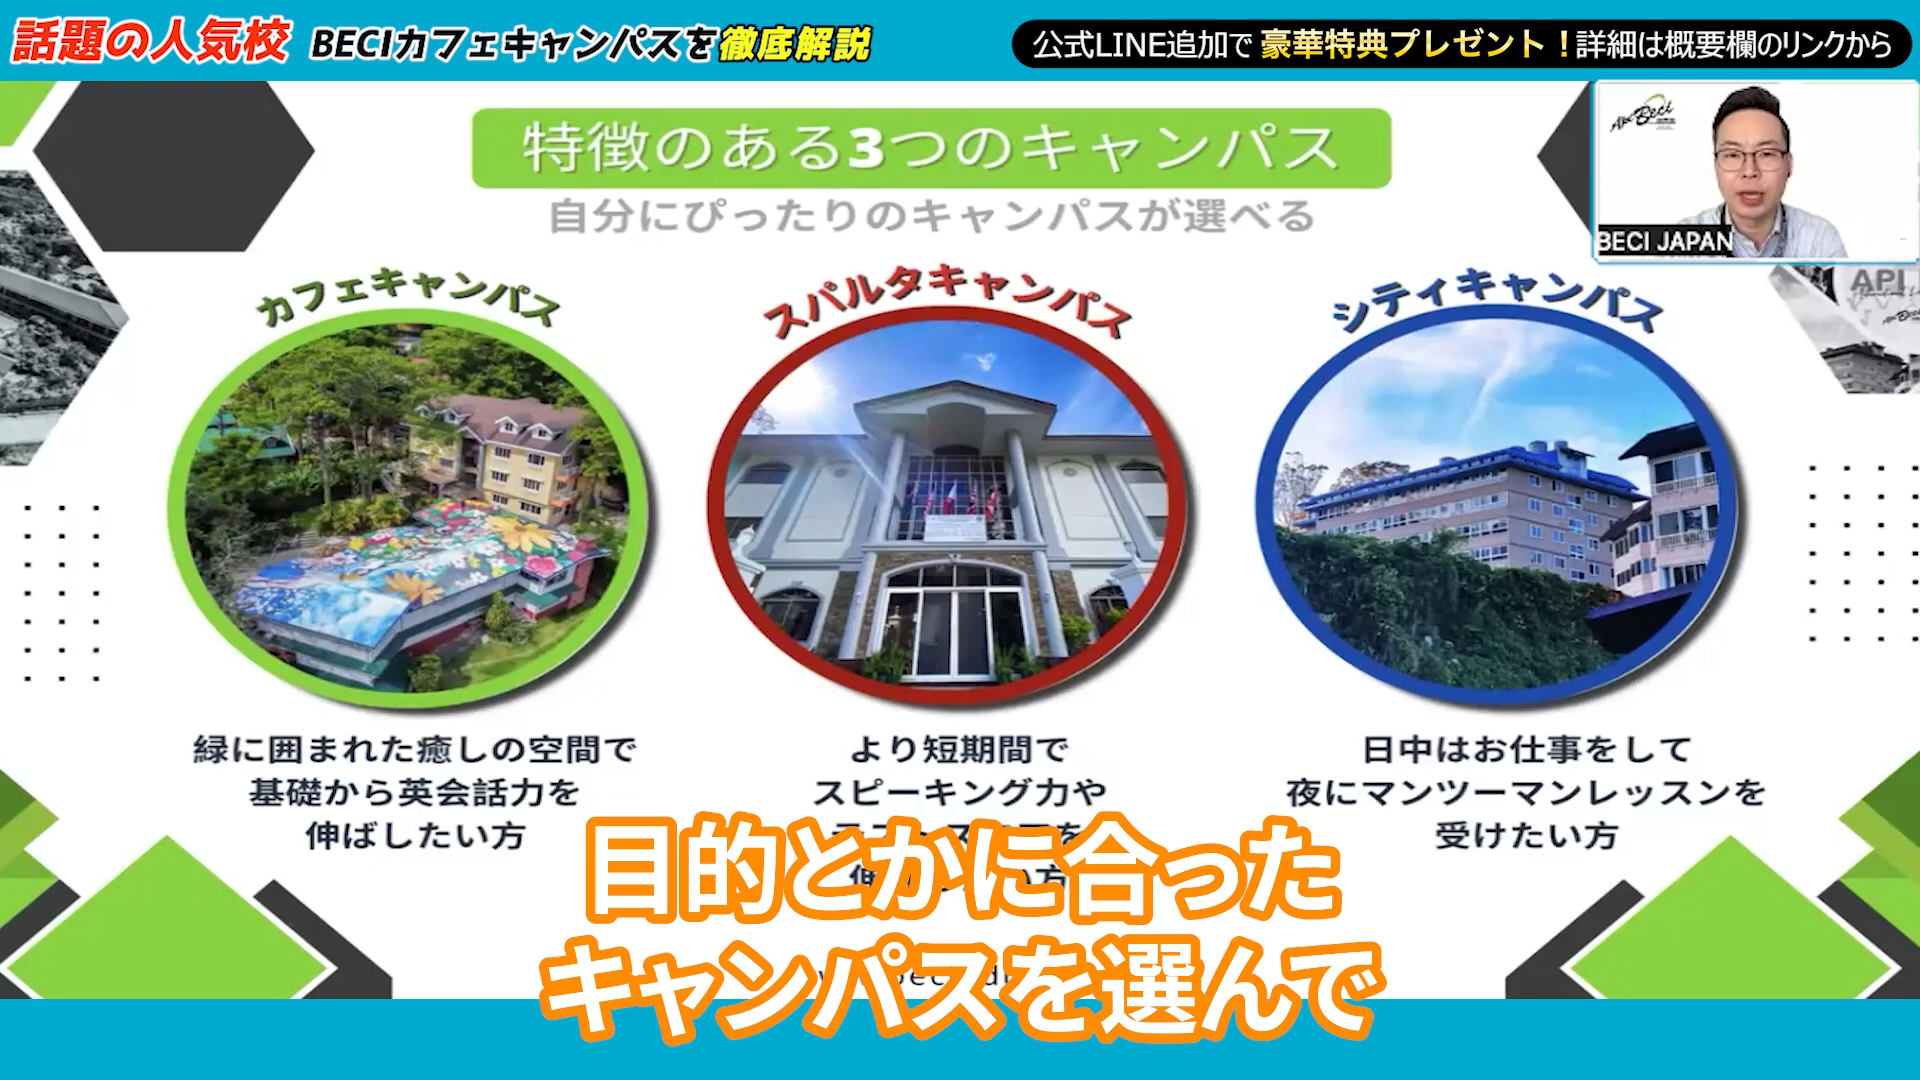 話題の人気校 BECIカフェキャンパスを徹底解説
公式LINE追加で豪華特典プレゼント！詳細は概要欄のリンクから
特徴のある3つのキャンパス
自分にぴったりのキャンパスが選べる
Beci
BECI JAPAN
API
カフェキャンパス
スパルタキャンパス
シティキャンパス
緑に囲まれた癒しの空間で
基礎から英会話力を
伸ばしたい方
より短期間で
スピーキング力や
日中はお仕事をして
夜にマンツーマンレッスンを
受けたい方
目的とかに合った
キャンパスを選んで